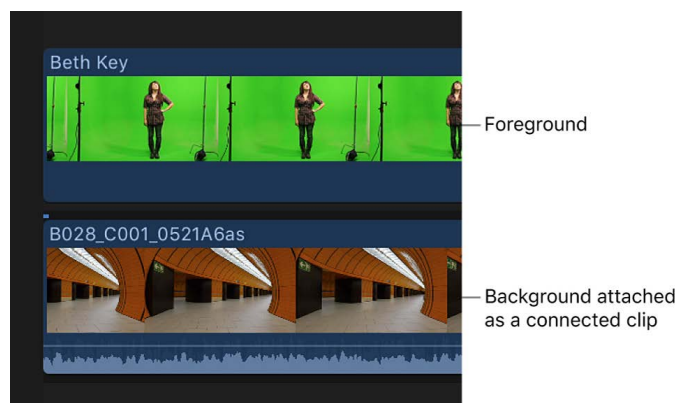 Beth Key
Foreground
B028_C001_0521A6as
Background attached
as a connected clip